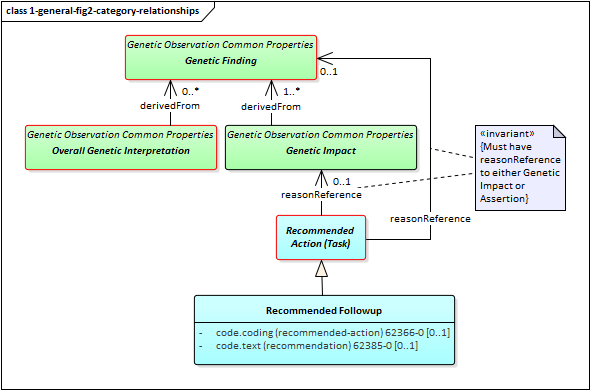 class 1-general-fig2-category-relationships
Genetic Observation Common Properties
Genetic Finding
0..1
0..*
derivedFrom
1..*
derivedFrom
Genetic Observation Common Properties
Overall Genetic Interpretation
Genetic Observation Common Properties
Genetic Impact
«invariant»
{Must have
reasonReference
to either Genetic
Impact or
Assertion}
0..1
reasonReference
reasonReference
Recommended
Action (Task)
Recommended Followup
- code.coding (recommended-action) 62366-0 [0..1]
- code.text (recommendation) 62385-0 [0..1]